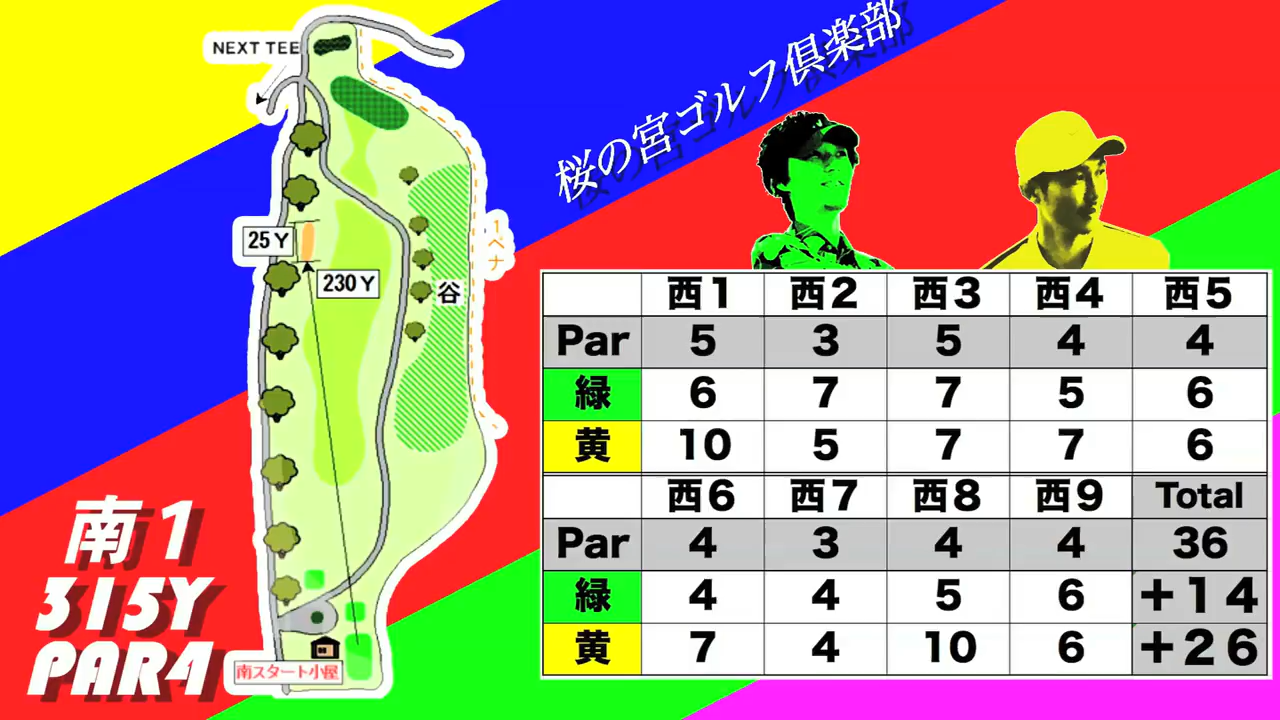 NEXT TEE
桜の宮ゴルフ倶楽部
25Y
230Y
谷
1ペナ
南スタート小屋
南1
315Y
PAR4
西1 西2 西3 西4 西5
Par 5 3 5 4 4
緑 6 7 7 5 6
黄 10 5 7 7 6
西6 西7 西8 西9 Total
Par 4 3 4 4 36
緑 4 4 5 6 +14
黄 7 4 10 6 +26